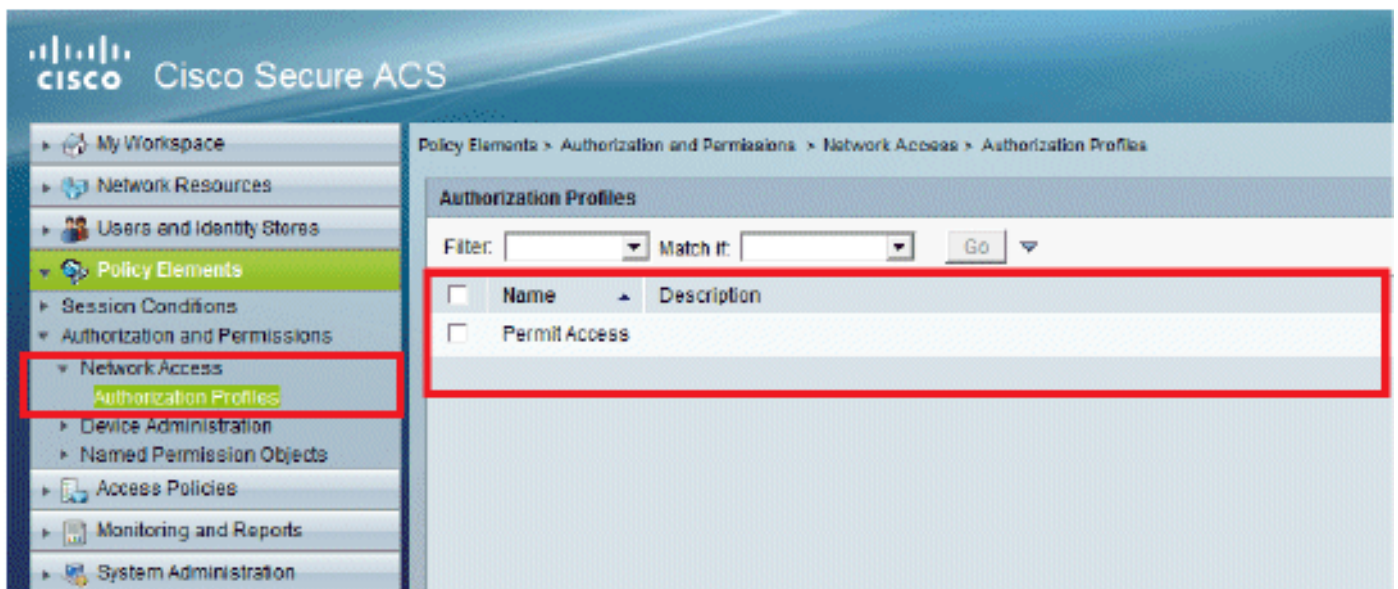 CISCO Cisco Secure ACS
My Workspace
Network Resources
Users and Identity Stores
Policy Elements
Session Conditions
Authorization and Permissions
Network Access
Authorization Profiles
Device Administration
Named Permission Objects
Access Policies
Monitoring and Reports
System Administration
Policy Elements > Authorization and Permissions > Network Access > Authorization Profiles
Authorization Profiles
Filter: Match if: Go
Name Description
Permit Access